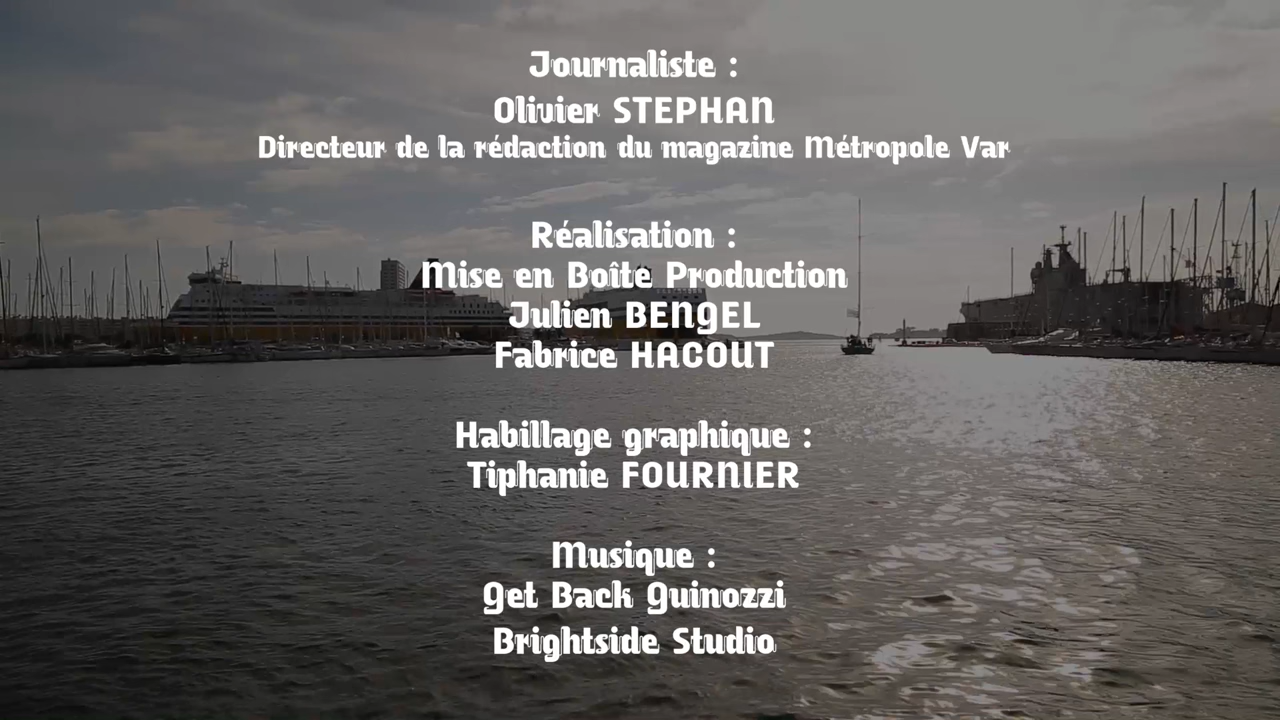 Journaliste :
Olivier STEPHAN
Directeur de la rédaction du magazine Métropole Var
Réalisation :
Mise en Boîte Production
Julien BENGEL
Fabrice HACOUT
Habillage graphique :
Tiphanie FOURNIER
Musique :
Get Back Guinozzi
Brightside Studio